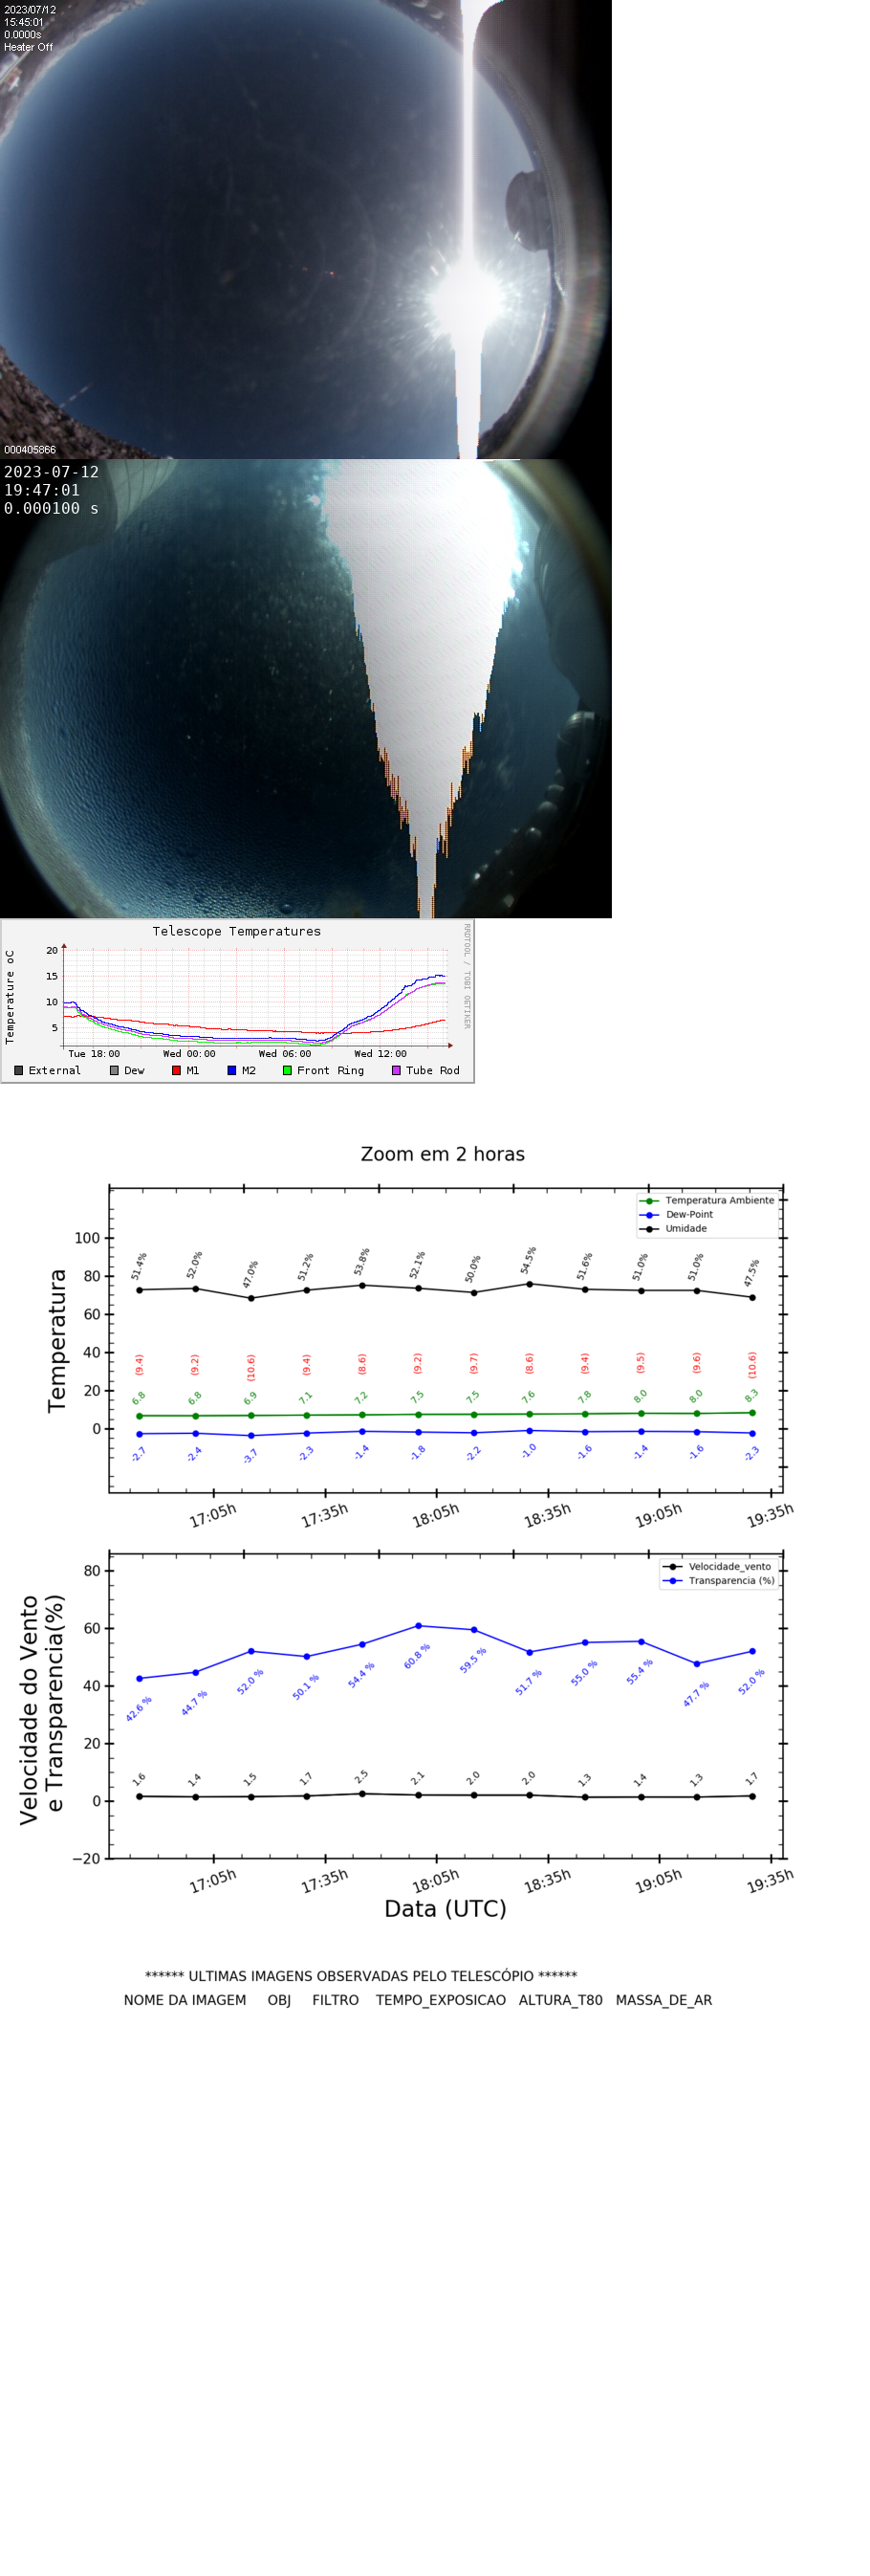 2023/07/12
15:45:01
0.0000s
Heater Off
000405866
2023-07-12
19:47:01
0.000100 s
Telescope Temperatures
RRDTOOL / TOBI OETIKER
Temperature oC
20
15
10
5
Tue 18:00 Wed 00:00 Wed 06:00 Wed 12:00
External Dew M1 M2 Front Ring Tube Rod
Zoom em 2 horas
Temperatura
Temperatura Ambiente
Dew-Point
Umidade
100
80
60
40
20
0
51.4% 52.0% 47.0% 51.2% 53.8% 52.1% 50.0% 54.5% 51.6% 51.0% 51.0% 47.5%
(9.4) (9.2) (10.6) (9.4) (8.6) (9.2) (9.7) (8.6) (9.4) (9.5) (9.6) (10.6)
6.8 6.8 6.9 7.1 7.2 7.5 7.5 7.6 7.8 8.0 8.0 8.3
-2.7 -2.4 -3.7 -2.3 -1.4 -1.8 -2.2 -1.0 -1.6 -1.4 -1.6 -2.3
17:05h 17:35h 18:05h 18:35h 19:05h 19:35h
Velocidade do Vento
e Transparencia(%)
Velocidade_vento
Transparencia (%)
80
60
40
20
0
−20
42.6 % 44.7 % 52.0 % 50.1 % 54.4 % 60.8 % 59.5 % 51.7 % 55.0 % 55.4 % 47.7 % 52.0 %
1.6 1.4 1.5 1.7 2.5 2.1 2.0 2.0 1.3 1.4 1.3 1.7
17:05h 17:35h 18:05h 18:35h 19:05h 19:35h
Data (UTC)
****** ULTIMAS IMAGENS OBSERVADAS PELO TELESCÓPIO ******
NOME DA IMAGEM OBJ FILTRO TEMPO_EXPOSICAO ALTURA_T80 MASSA_DE_AR